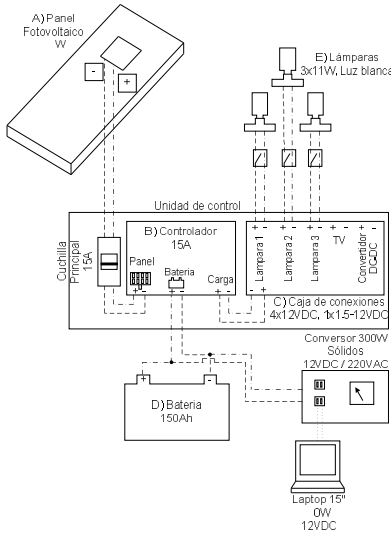 A) Panel
Fotovoltaico
W
-
+
E) Lámparas
3x11W, Luz blanca
Unidad de control
Cuchilla
Principal
15A
B) Controlador
15A
Panel
Bateria
Carga
+ -
+ -
+ -
+ - + - + - + - + -
Lampara 1
Lampara 2
Lampara 3
TV
Convertidor
DC-DC
- +
C) Caja de conexiones
4x12VDC, 1x1.5-12VDC
Conversor 300W
Sólidos
12VDC / 220VAC
+ -
D) Bateria
150Ah
Laptop 15"
0W
12VDC